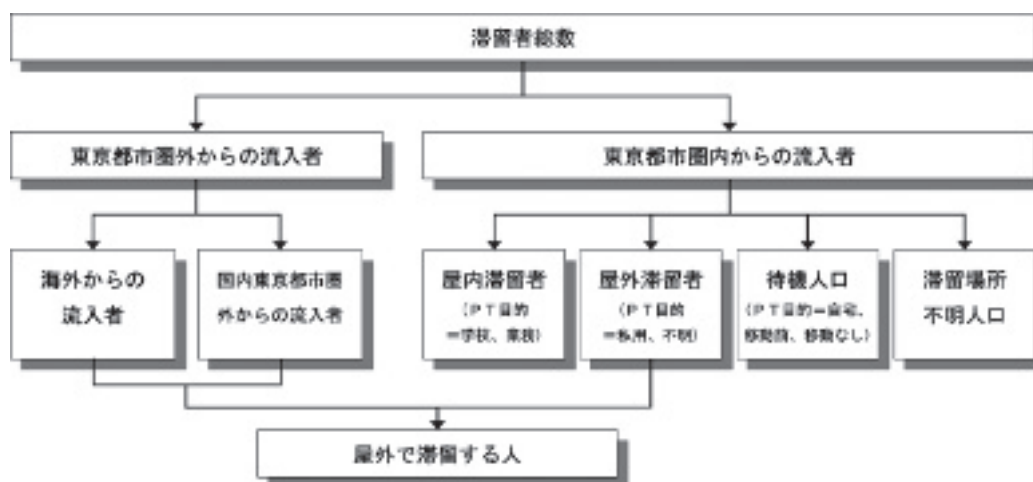 滞留者総数
東京都市圏外からの流入者
東京都市圏内からの流入者
海外からの
流入者
国内東京都市圏
外からの流入者
屋内滞留者
(PT目的
=学校、業務)
屋外滞留者
(PT目的
=私用、不明)
待機人口
(PT目的=自宅、
移動前、移動なし)
滞留場所
不明人口
屋外で滞留する人